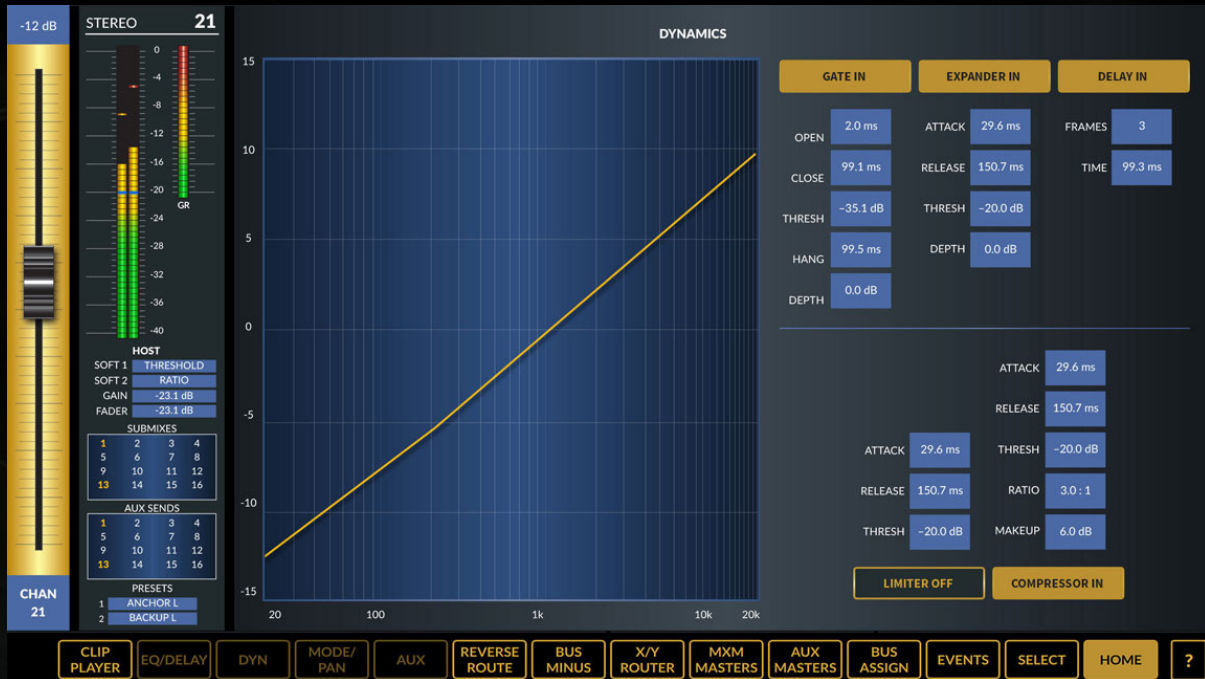 -12 dB
CHAN
21
STEREO 21
0
-4
-8
-12
-16
-20
-24
-28
-32
-36
-40
GR
HOST
SOFT 1 THRESHOLD
SOFT 2 RATIO
GAIN -23.1 dB
FADER -23.1 dB
SUBMIXES
1 2 3 4
5 6 7 8
9 10 11 12
13 14 15 16
AUX SENDS
1 2 3 4
5 6 7 8
9 10 11 12
13 14 15 16
PRESETS
1 ANCHOR L
2 BACKUP L
DYNAMICS
15
10
5
0
-5
-10
-15
20 100 1k 10k 20k
GATE IN
OPEN 2.0 ms
CLOSE 99.1 ms
THRESH -35.1 dB
HANG 99.5 ms
DEPTH 0.0 dB
EXPANDER IN
ATTACK 29.6 ms
RELEASE 150.7 ms
THRESH -20.0 dB
DEPTH 0.0 dB
DELAY IN
FRAMES 3
TIME 99.3 ms
ATTACK 29.6 ms
RELEASE 150.7 ms
THRESH -20.0 dB
LIMITER OFF
ATTACK 29.6 ms
RELEASE 150.7 ms
THRESH -20.0 dB
RATIO 3.0 : 1
MAKEUP 6.0 dB
COMPRESSOR IN
CLIP
PLAYER
EQ/DELAY
DYN
MODE/
PAN
AUX
REVERSE
ROUTE
BUS
MINUS
X/Y
ROUTER
MXM
MASTERS
AUX
MASTERS
BUS
ASSIGN
EVENTS
SELECT
HOME
?